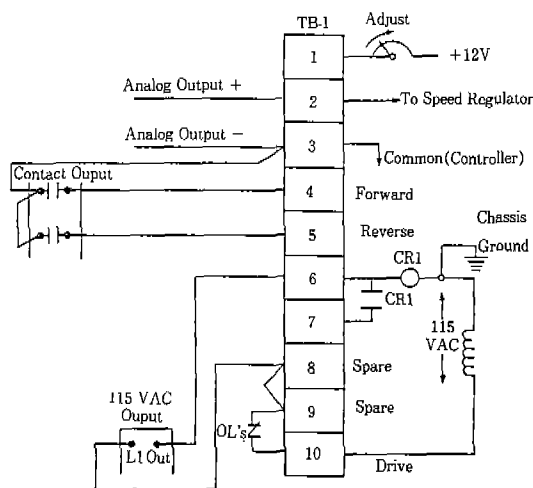 TB-1
Adjust
1
+12V
Analog Output +
2
To Speed Regulator
Analog Output −
3
Common(Controller)
Contact Ouput
4
Forward
5
Reverse
Chassis
Ground
6
CR1
CR1
7
115
VAC
8
Spare
115 VAC
Ouput
9
Spare
OL's
L1 Out
10
Drive